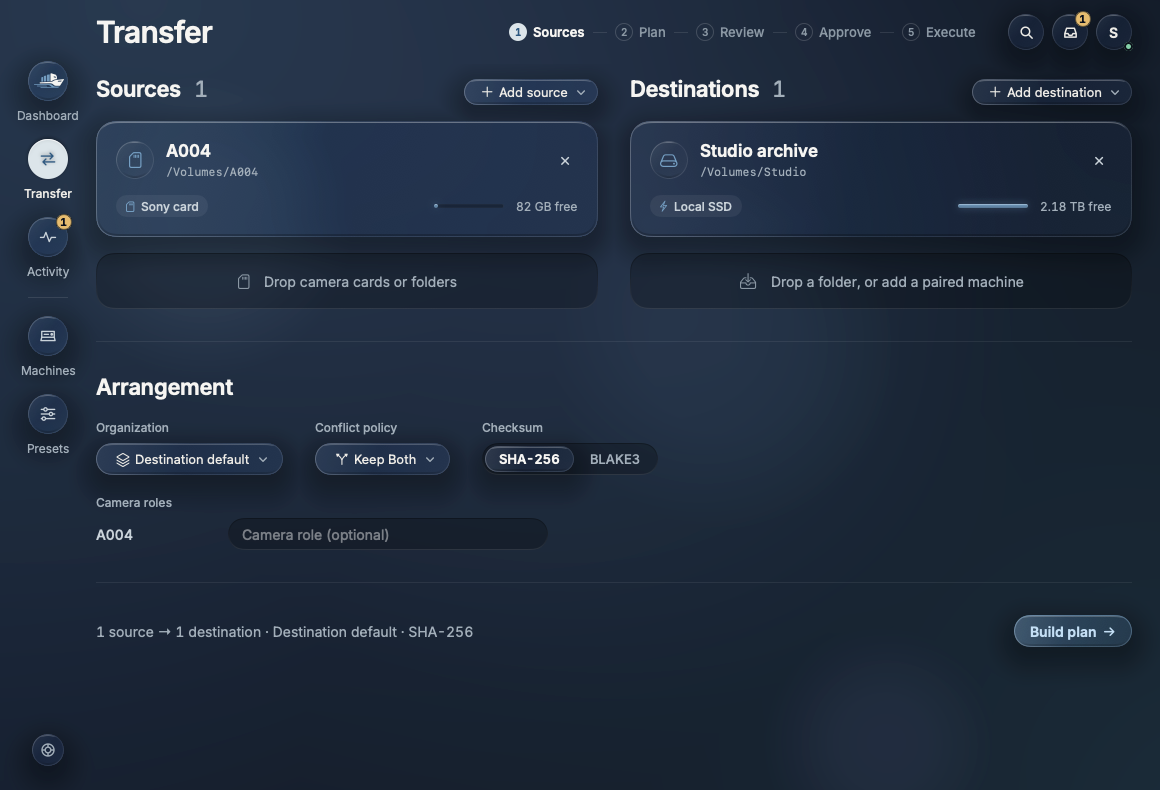 Transfer
1 Sources 2 Plan 3 Review 4 Approve 5 Execute
1
S
Dashboard
Transfer
1
Activity
Machines
Presets
Sources 1
Add source
A004
/Volumes/A004
Sony card
82 GB free
Drop camera cards or folders
Destinations 1
Add destination
Studio archive
/Volumes/Studio
Local SSD
2.18 TB free
Drop a folder, or add a paired machine
Arrangement
Organization
Destination default
Conflict policy
Keep Both
Checksum
SHA-256 BLAKE3
Camera roles
A004
Camera role (optional)
1 source → 1 destination · Destination default · SHA-256
Build plan →